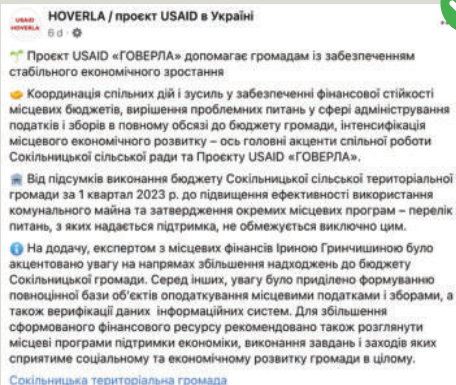 USAID
HOVERLA
HOVERLA / проєкт USAID в Україні
6 d ·
Проєкт USAID «ГОВЕРЛА» допомагає громадам із забезпеченням
стабільного економічного зростання
Координація спільних дій і зусиль у забезпеченні фінансової стійкості
місцевих бюджетів, вирішення проблемних питань у сфері адміністрування
податків і зборів в повному обсязі до бюджету громади, інтенсифікація
місцевого економічного розвитку – ось головні акценти спільної роботи
Сокільницької сільської ради та Проєкту USAID «ГОВЕРЛА».
Від підсумків виконання бюджету Сокільницької сільської територіальної
громади за 1 квартал 2023 р. до підвищення ефективності використання
комунального майна та затвердження окремих місцевих програм – перелік
питань, з яких надається підтримка, не обмежується виключно цим.
На додачу, експертом з місцевих фінансів Іриною Гринчишиною було
акцентовано увагу на напрямах збільшення надходжень до бюджету
Сокільницької громади. Серед інших, увагу було приділено формуванню
повноцінної бази об'єктів оподаткування місцевими податками і зборами, а
також верифікації даних інформаційних систем. Для збільшення
сформованого фінансового ресурсу рекомендовано також розглянути
місцеві програми підтримки економіки, виконання завдань і заходів яких
сприятиме соціальному та економічному розвитку громади в цілому.
Сокільницька територіальна громада